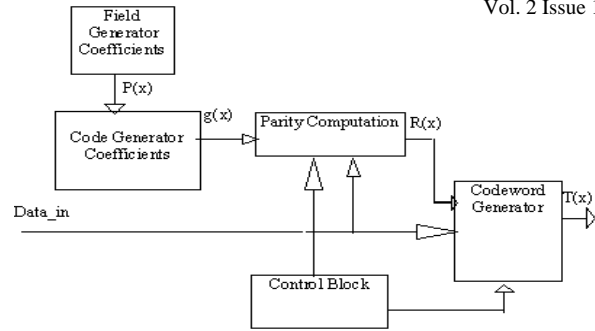 Vol. 2 Issue 1
Field
Generator
Coefficients
P(x)
g(x)
Code Generator
Coefficients
Parity Computation
R(x)
Codeword
Generator
T(x)
Data_in
Control Block